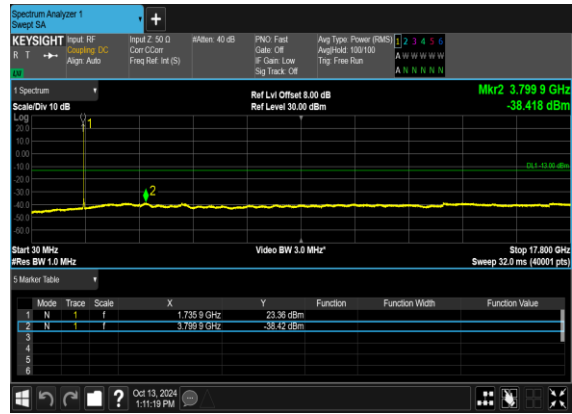 Spectrum Analyzer 1
Swept SA
+
KEYSIGHT Input: RF Input Z: 50 Ω #Atten: 40 dB PNO: Fast Avg Type: Power (RMS) 1 2 3 4 5 6
R T Coupling: DC Corr CCorr Gate: Off Avg|Hold: 100/100 A W W W W W
Align: Auto Freq Ref: Int (S) IF Gain: Low Trig: Free Run
Sig Track: Off A N N N N N
1 Spectrum Ref Lvl Offset 8.00 dB Mkr2 3.799 9 GHz
Scale/Div 10 dB Ref Level 30.00 dBm -38.418 dBm
Log
1
20.0
10.0
0.00
-10.0 DL1 -13.00 dBm
-20.0
-30.0 2
-40.0
-50.0
-60.0
Start 30 MHz Video BW 3.0 MHz* Stop 17.800 GHz
#Res BW 1.0 MHz Sweep 32.0 ms (40001 pts)
5 Marker Table
Mode Trace Scale X Y Function Function Width Function Value
1 N 1 f 1.735 9 GHz 23.36 dBm
2 N 1 f 3.799 9 GHz -38.42 dBm
3
4
5
6
? Oct 13, 2024
1:11:19 PM